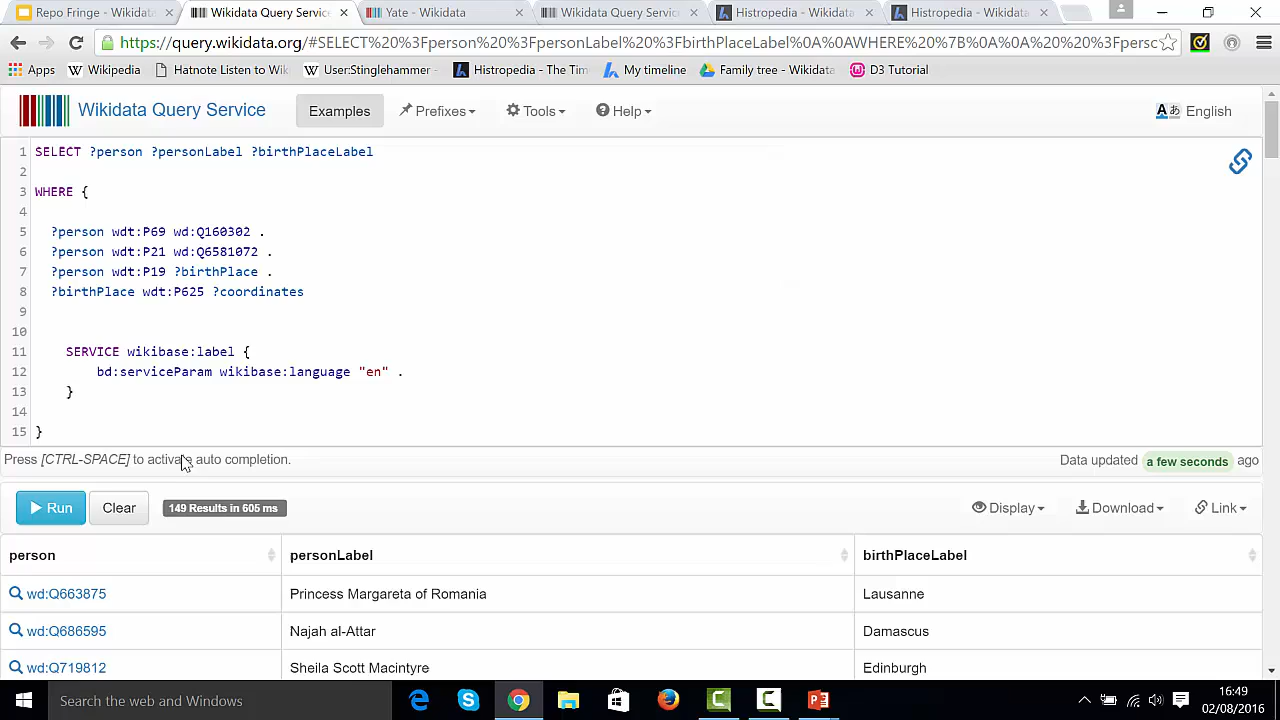 Repo Fringe - Wikidat
Wikidata Query Servic
Yate - Wikidata
Wikidata Query Servic
Histropedia - Wikidata
Histropedia - Wikidata
https://query.wikidata.org/#SELECT%20%3Fperson%20%3FpersonLabel%20%3FbirthPlaceLabel%0A%0AWHERE%20%7B%0A%0A%20%20%3Fpersc
Apps Wikipedia Hatnote Listen to Wik User:Stinglehammer - Histropedia - The Tim My timeline Family tree - Wikidata D3 Tutorial
Wikidata Query Service Examples Prefixes Tools Help Aあ English
1 SELECT ?person ?personLabel ?birthPlaceLabel
2
3 WHERE {
4
5 ?person wdt:P69 wd:Q160302 .
6 ?person wdt:P21 wd:Q6581072 .
7 ?person wdt:P19 ?birthPlace .
8 ?birthPlace wdt:P625 ?coordinates
9
10
11 SERVICE wikibase:label {
12 bd:serviceParam wikibase:language "en" .
13 }
14
15 }
Press [CTRL-SPACE] to activate auto completion. Data updated a few seconds ago
Run Clear 149 Results in 605 ms Display Download Link
person personLabel birthPlaceLabel
wd:Q663875 Princess Margareta of Romania Lausanne
wd:Q686595 Najah al-Attar Damascus
wd:Q719812 Sheila Scott Macintyre Edinburgh
Search the web and Windows
16:49
02/08/2016